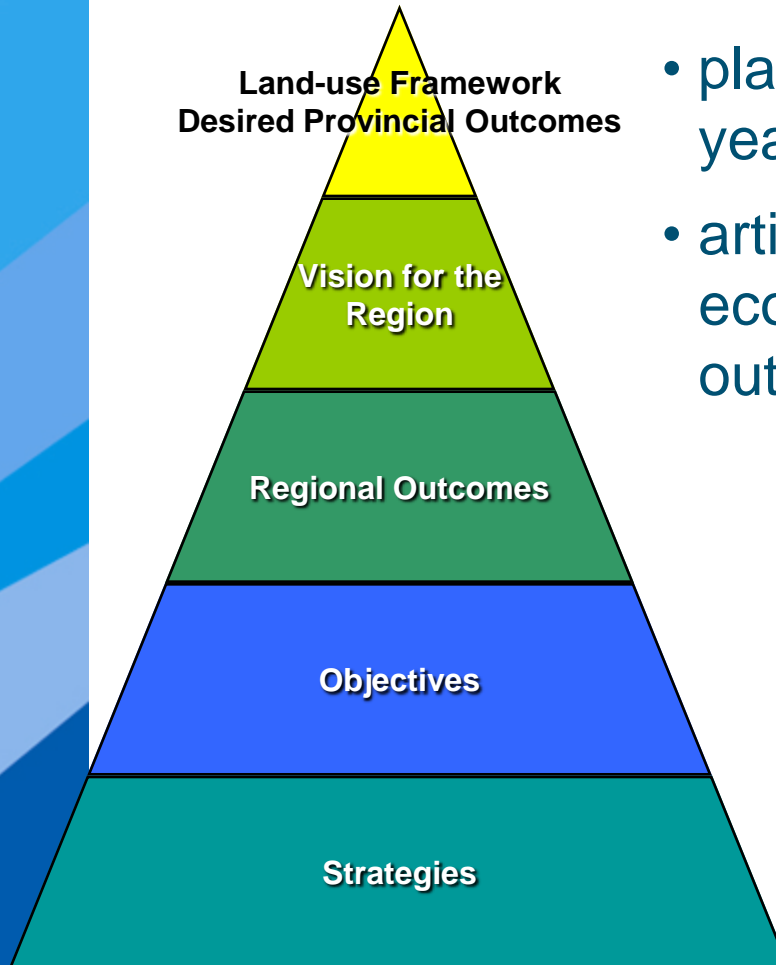 Land-use Framework
Desired Provincial Outcomes
Vision for the
Region
Regional Outcomes
Objectives
Strategies